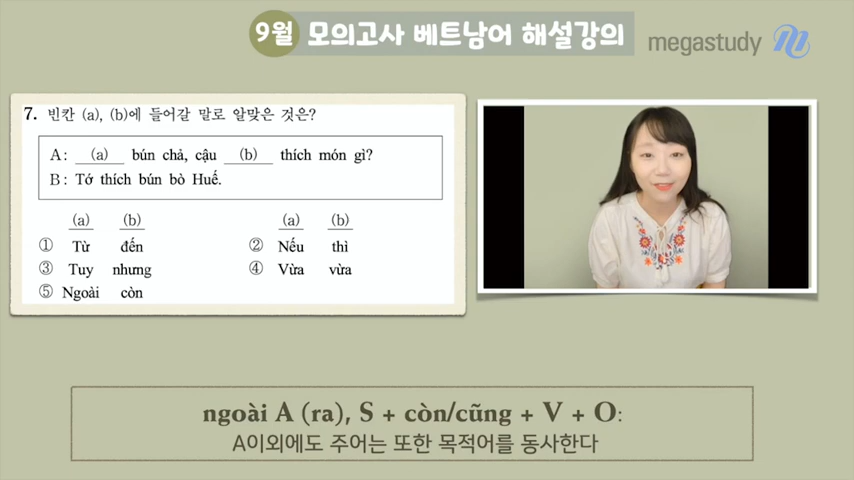 9월 모의고사 베트남어 해설강의
megastudy
7. 빈칸 (a), (b)에 들어갈 말로 알맞은 것은?
A: (a) bún chả, cậu (b) thích món gì?
B: Tớ thích bún bò Huế.
(a) (b) (a) (b)
① Từ đến ② Nếu thì
③ Tuy nhưng ④ Vừa vừa
⑤ Ngoài còn
ngoài A (ra), S + còn/cũng + V + O:
A이외에도 주어는 또한 목적어를 동사한다